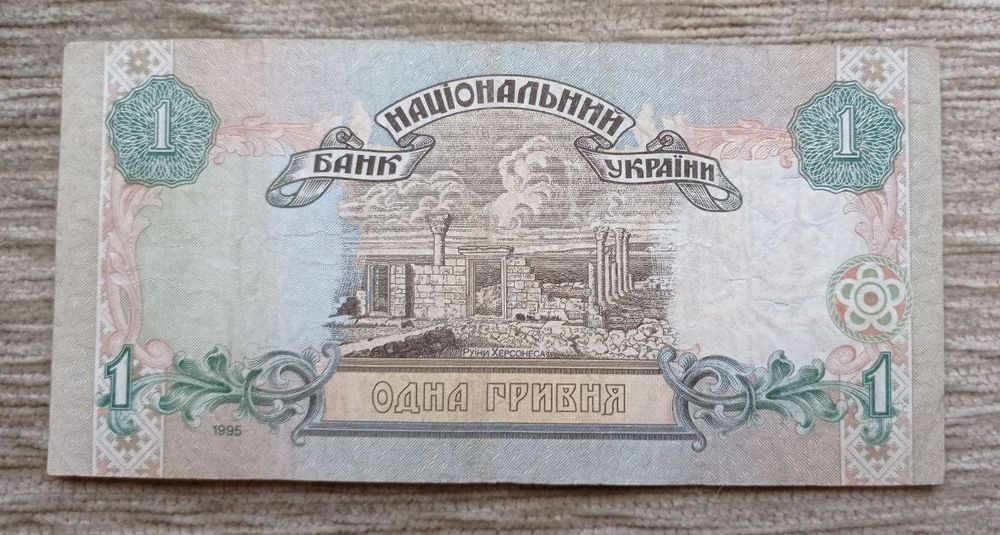 1
1
НАЦІОНАЛЬНИЙ
БАНК УКРАЇНИ
РУЇНИ ХЕРСОНЕСА
ОДНА ГРИВНЯ
1
1
1995